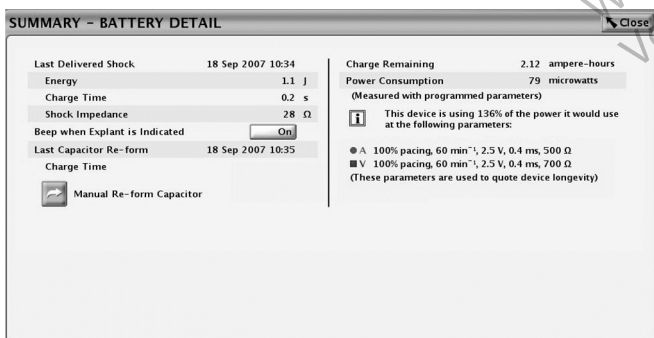 SUMMARY – BATTERY DETAIL
Close
Last Delivered Shock 18 Sep 2007 10:34
Energy 1.1 J
Charge Time 0.2 s
Shock Impedance 28 Ω
Beep when Explant is Indicated On
Last Capacitor Re-form 18 Sep 2007 10:35
Charge Time
Manual Re-form Capacitor
Charge Remaining 2.12 ampere-hours
Power Consumption 79 microwatts
(Measured with programmed parameters)
i This device is using 136% of the power it would use
at the following parameters:
A 100% pacing, 60 min⁻¹, 2.5 V, 0.4 ms, 500 Ω
V 100% pacing, 60 min⁻¹, 2.5 V, 0.4 ms, 700 Ω
(These parameters are used to quote device longevity)